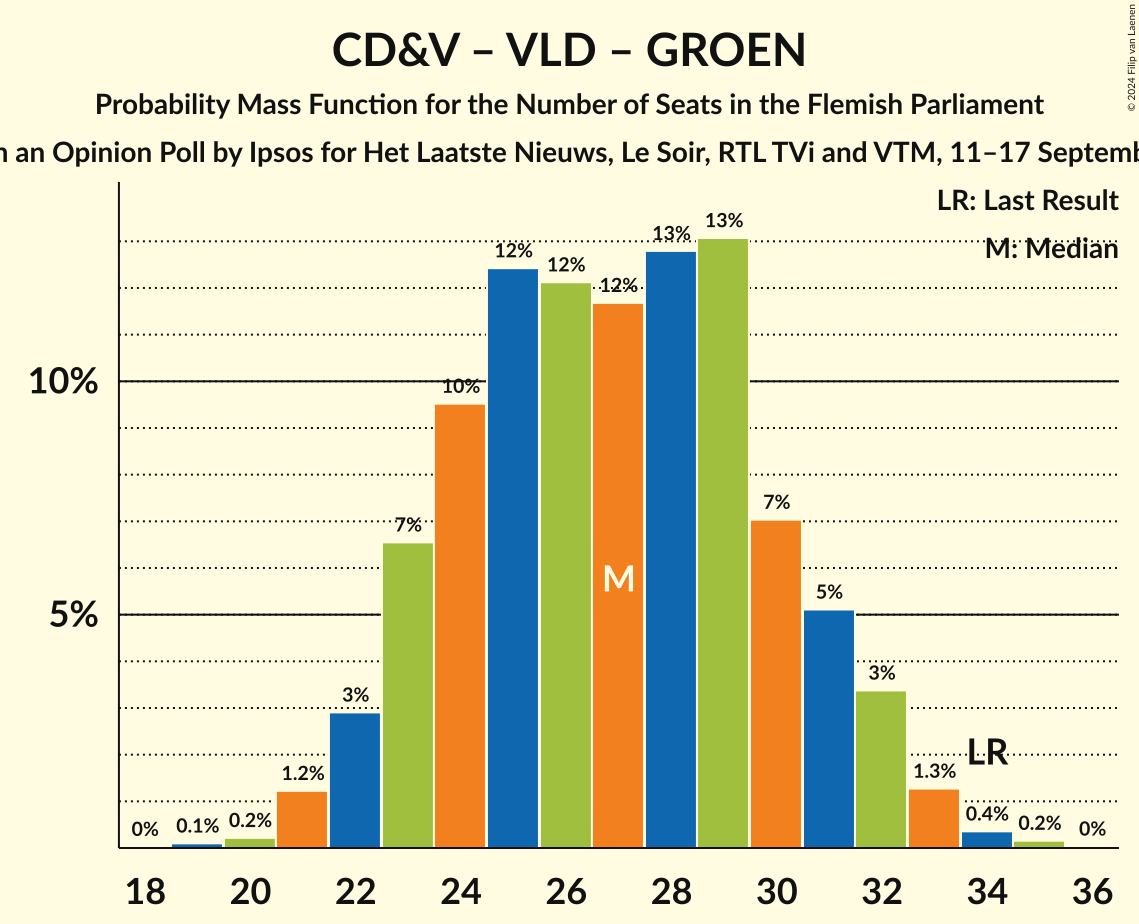 CD&V – VLD – GROEN
Probability Mass Function for the Number of Seats in the Flemish Parliament
an Opinion Poll by Ipsos for Het Laatste Nieuws, Le Soir, RTL TVi and VTM, 11–17
© 2024 Filip van Laenen
LR: Last Result
M: Median
13%
13%
12%
12%
12%
10%
10%
7%
7%
M
5%
5%
3%
3%
LR
1.2%
1.3%
0%
0.1%
0.2%
0.4%
0.2%
0%
18 20 22 24 26 28 30 32 34 36